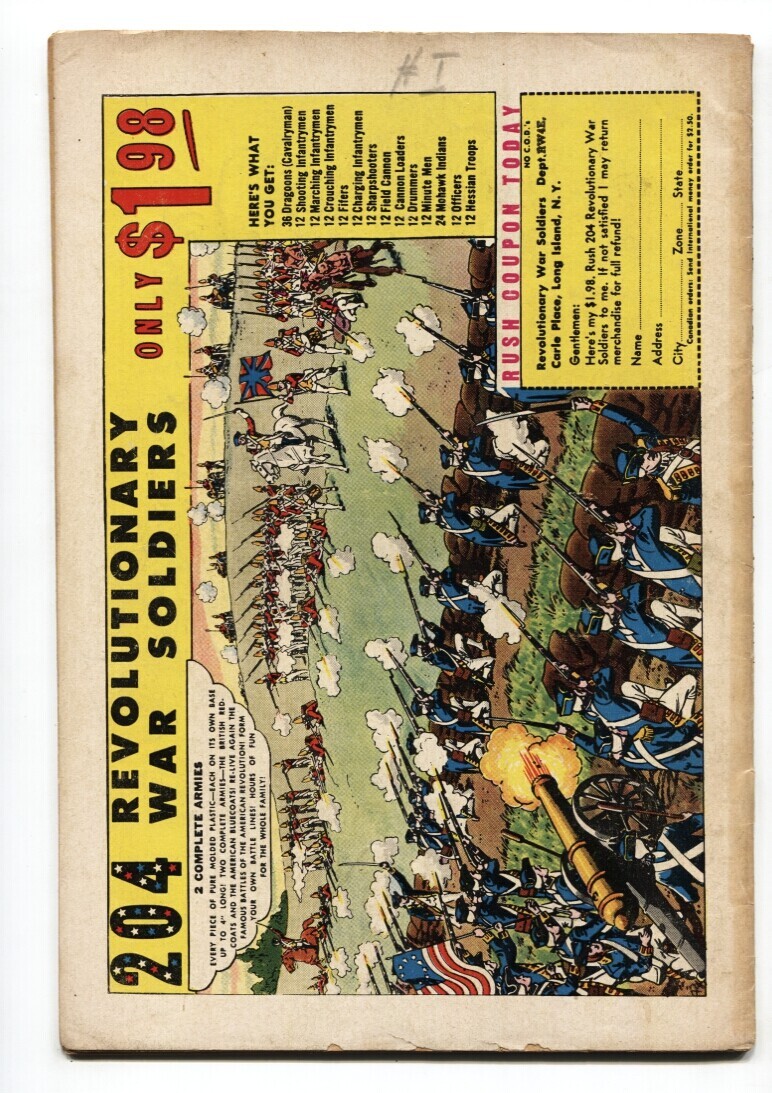 #1
204 REVOLUTIONARY
WAR SOLDIERS
ONLY $1.98
2 COMPLETE ARMIES
EVERY PIECE OF PURE MOLDED PLASTIC—EACH ON ITS OWN BASE
UP TO 4" LONG! TWO COMPLETE ARMIES—THE BRITISH RED-
COATS AND THE AMERICAN BLUECOATS! RE-LIVE AGAIN THE
FAMOUS BATTLES OF THE AMERICAN REVOLUTION! FORM
YOUR OWN BATTLE LINES! HOURS OF FUN
FOR THE WHOLE FAMILY!
HERE'S WHAT
YOU GET:
36 Dragoons (Cavalryman)
12 Shooting Infantrymen
12 Marching Infantrymen
12 Crouching Infantrymen
12 Fifers
12 Charging Infantrymen
12 Sharpshooters
12 Field Cannon
12 Cannon Loaders
12 Drummers
12 Minute Men
24 Mohawk Indians
12 Officers
12 Hessian Troops
RUSH COUPON TODAY
NO C.O.D.'s
Revolutionary War Soldiers Dept. RW4E,
Carle Place, Long Island, N. Y.
Gentlemen:
Here's my $1.98, Rush 204 Revolutionary War
Soldiers to me. If not satisfied I may return
merchandise for full refund!
Name
Address
City Zone State
Canadian orders: Send International money order for $2.50.